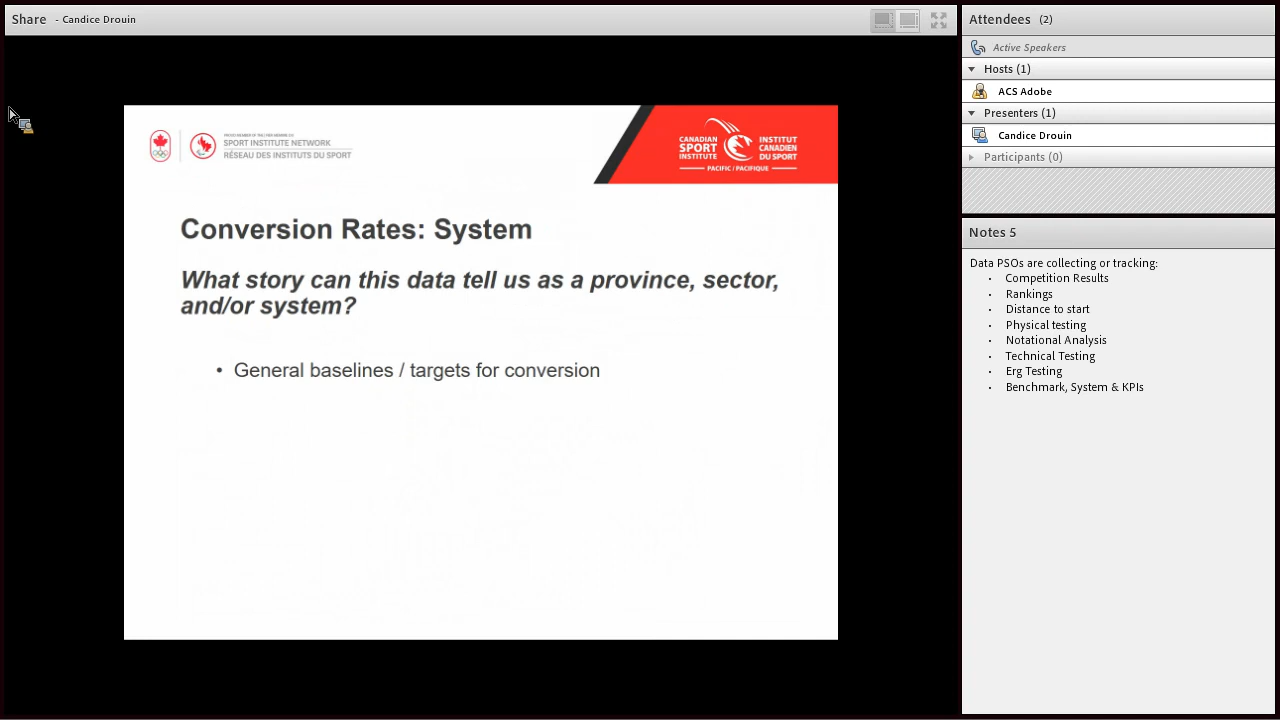 Share - Candice Drouin
SPORT INSTITUTE NETWORK
RÉSEAU DES INSTITUTS DU SPORT
CANADIAN SPORT INSTITUTE
INSTITUT CANADIEN DU SPORT
PACIFIC / PACIFIQUE
Conversion Rates: System
What story can this data tell us as a province, sector,
and/or system?
• General baselines / targets for conversion
Attendees (2)
Active Speakers
Hosts (1)
ACS Adobe
Presenters (1)
Candice Drouin
Participants (0)
Notes 5
Data PSOs are collecting or tracking:
• Competition Results
• Rankings
• Distance to start
• Physical testing
• Notational Analysis
• Technical Testing
• Erg Testing
• Benchmark, System & KPIs